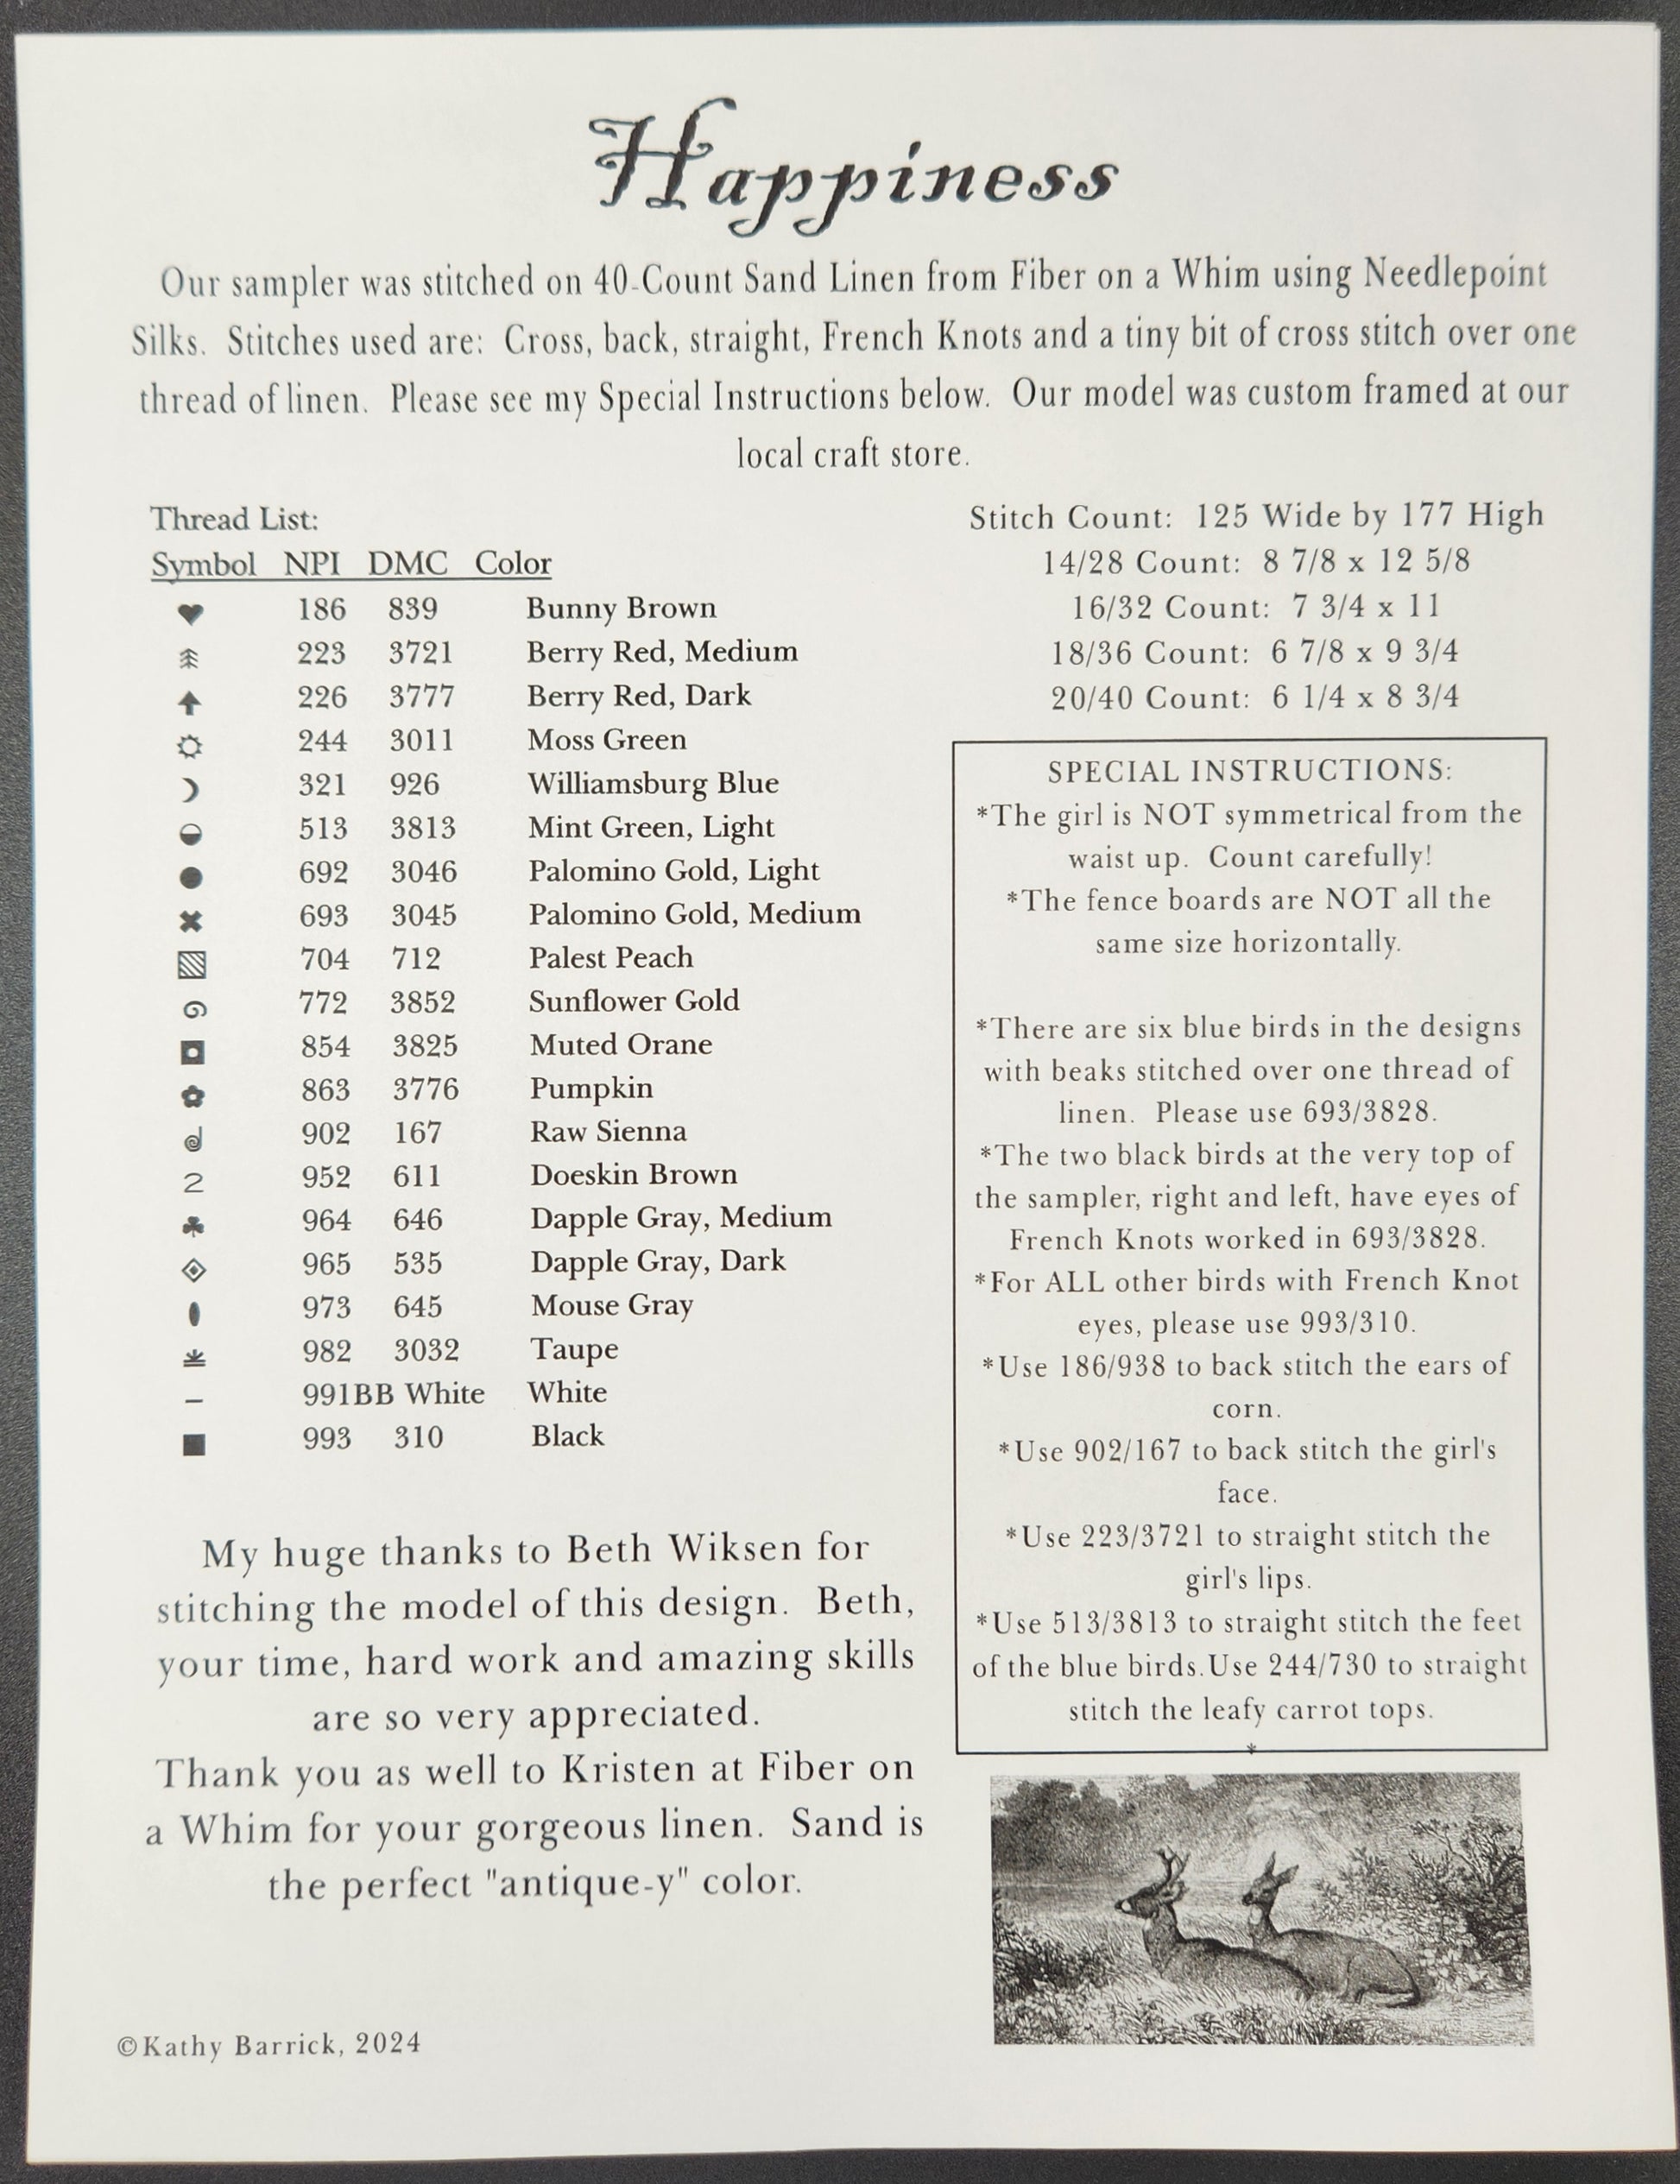 Happiness
Our sampler was stitched on 40-Count Sand Linen from Fiber on a Whim using Needlepoint
Silks. Stitches used are: Cross, back, straight, French Knots and a tiny bit of cross stitch over one
thread of linen. Please see my Special Instructions below. Our model was custom framed at our
local craft store.
Thread List:
Symbol NPI DMC Color
186 839 Bunny Brown
223 3721 Berry Red, Medium
226 3777 Berry Red, Dark
244 3011 Moss Green
321 926 Williamsburg Blue
513 3813 Mint Green, Light
692 3046 Palomino Gold, Light
693 3045 Palomino Gold, Medium
704 712 Palest Peach
772 3852 Sunflower Gold
854 3825 Muted Orane
863 3776 Pumpkin
902 167 Raw Sienna
2 952 611 Doeskin Brown
964 646 Dapple Gray, Medium
965 535 Dapple Gray, Dark
973 645 Mouse Gray
982 3032 Taupe
– 991BB White White
993 310 Black
My huge thanks to Beth Wiksen for
stitching the model of this design. Beth,
your time, hard work and amazing skills
are so very appreciated.
Thank you as well to Kristen at Fiber on
a Whim for your gorgeous linen. Sand is
the perfect "antique-y" color.
©Kathy Barrick, 2024
Stitch Count: 125 Wide by 177 High
14/28 Count: 8 7/8 x 12 5/8
16/32 Count: 7 3/4 x 11
18/36 Count: 6 7/8 x 9 3/4
20/40 Count: 6 1/4 x 8 3/4
SPECIAL INSTRUCTIONS:
*The girl is NOT symmetrical from the
waist up. Count carefully!
*The fence boards are NOT all the
same size horizontally.
*There are six blue birds in the designs
with beaks stitched over one thread of
linen. Please use 693/3828.
*The two black birds at the very top of
the sampler, right and left, have eyes of
French Knots worked in 693/3828.
*For ALL other birds with French Knot
eyes, please use 993/310.
*Use 186/938 to back stitch the ears of
corn.
*Use 902/167 to back stitch the girl's
face.
*Use 223/3721 to straight stitch the
girl's lips.
*Use 513/3813 to straight stitch the feet
of the blue birds.Use 244/730 to straight
stitch the leafy carrot tops.
*